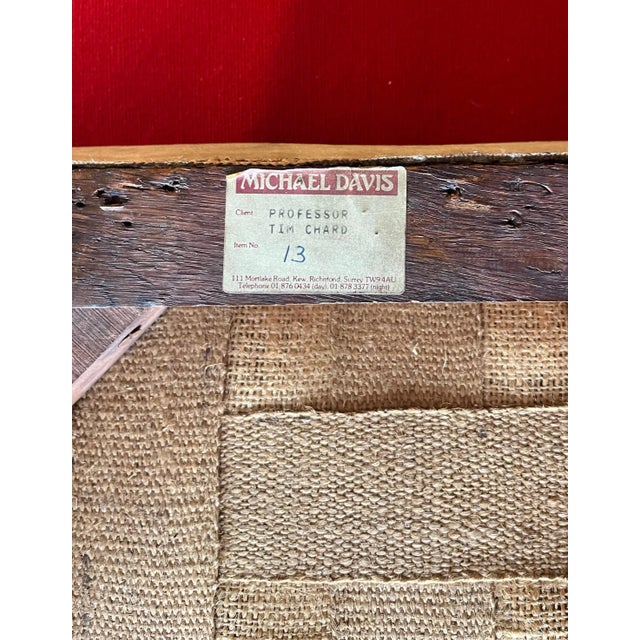 MICHAEL DAVIS
Client PROFESSOR
TIM CHARD
Item No. 13
111 Mortlake Road, Kew, Richmond, Surrey TW9 4AU
Telephone 01 876 0434 (day), 01 878 3377 (night)